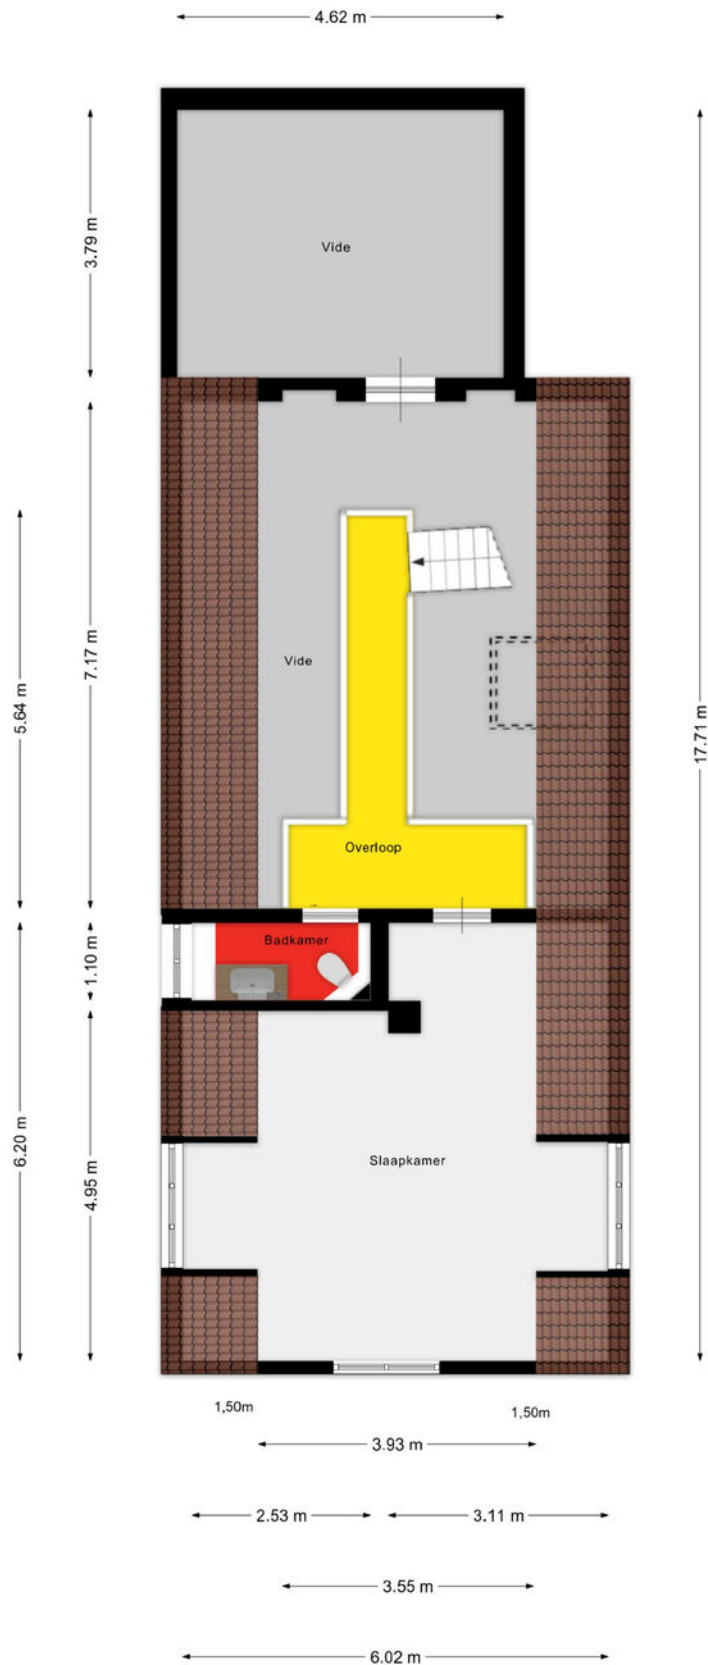 4.62 m
3.79 m
Vide
7.17 m
5.64 m
Vide
17.71 m
Overloop
Badkamer
1.10 m
6.20 m
4.95 m
Slaapkamer
1,50m
1,50m
3.93 m
2.53 m
3.11 m
3.55 m
6.02 m